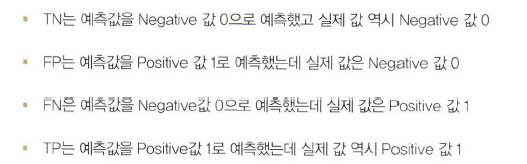 ▪ TN는 예측값을 Negative 값 0으로 예측했고 실제 값 역시 Negative 값 0
▪ FP는 예측값을 Positive 값 1로 예측했는데 실제 값은 Negative 값 0
▪ FN은 예측값을 Negative값 0으로 예측했는데 실제 값은 Positive 값 1
▪ TP는 예측값을 Positive값 1로 예측했는데 실제 값 역시 Positive 값 1